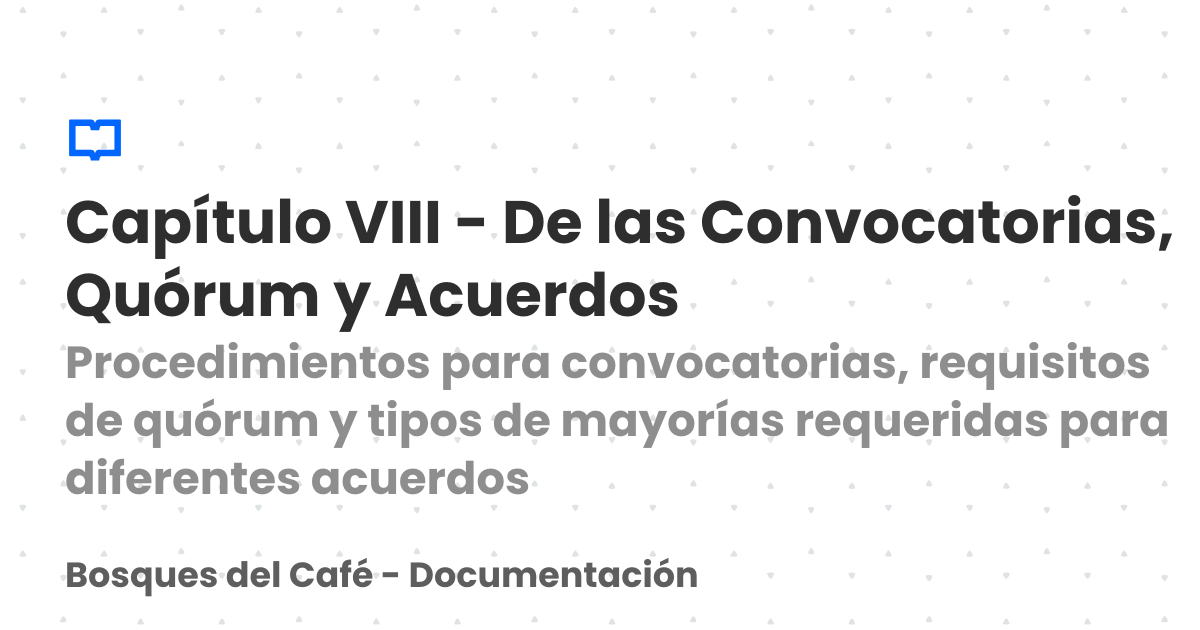 Capítulo VIII - De las Convocatorias,
Quórum y Acuerdos
Procedimientos para convocatorias, requisitos
de quórum y tipos de mayorías requeridas para
diferentes acuerdos
Bosques del Café - Documentación